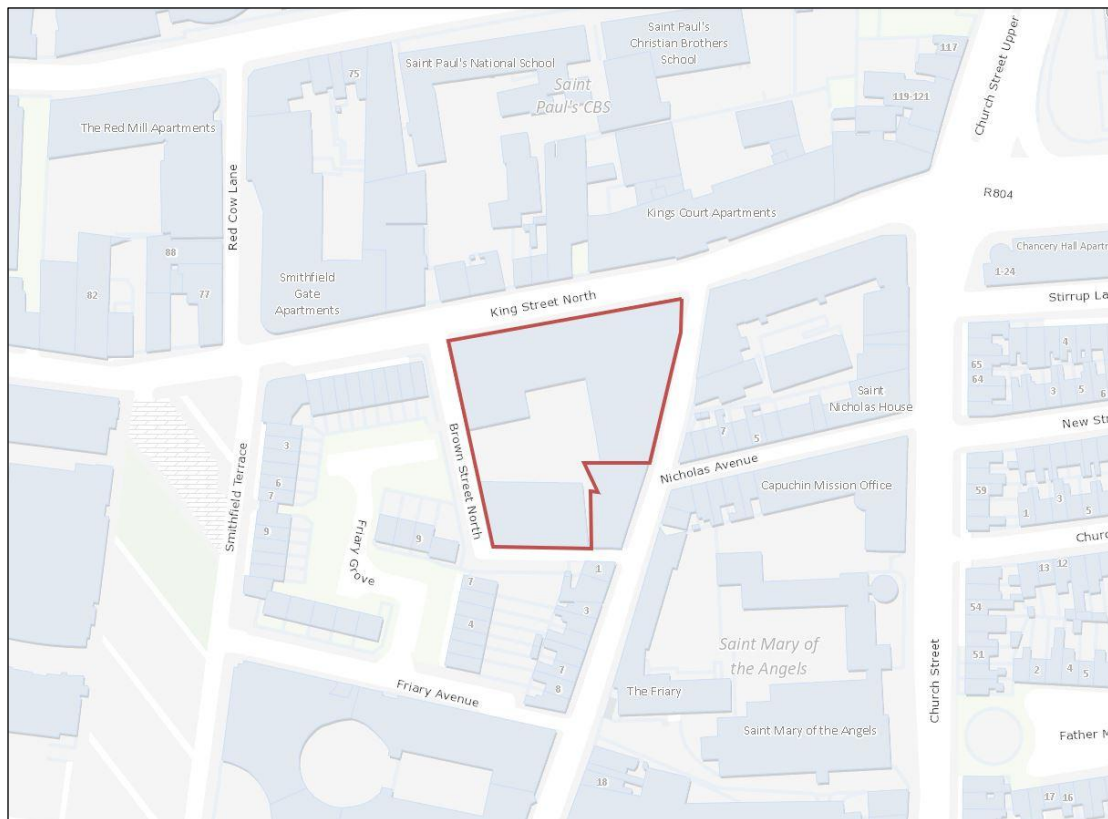 Saint Paul's
Christian Brothers
School
Church Street Upper
117
75
Saint Paul's National School
Saint
Paul's CBS
119-121
The Red Mill Apartments
Red Cow Lane
R804
Kings Court Apartments
88
Chancery Hall Apartm
1-24
82
77
Smithfield
Gate
Apartments
King Street North
Stirrup La
4
65
64
3
5
6
Saint
Nicholas House
7
5
New Str
3
6
7
9
Smithfield Terrace
Brown Street North
Nicholas Avenue
Capuchin Mission Office
59
1
3
5
Friary Grove
9
Church
13
12
1
7
3
4
54
Saint Mary of
the Angels
51
2
4
5
7
8
Friary Avenue
The Friary
Church Street
Saint Mary of the Angels
Father M
18
17
16